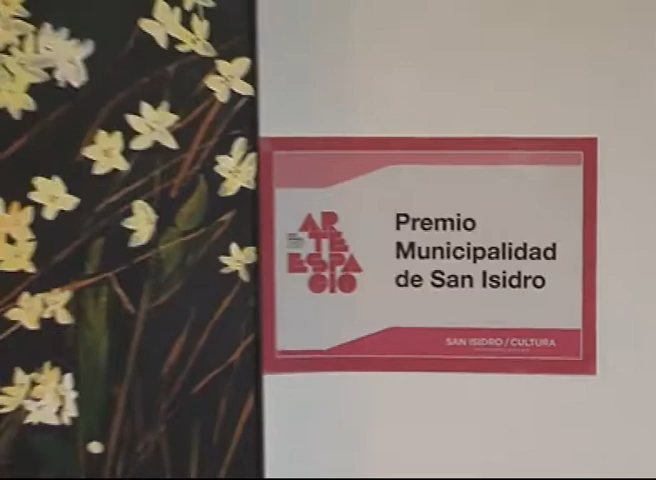 AR
TE
ESPA
CIO
Premio
Municipalidad
de San Isidro
SAN ISIDRO / CULTURA